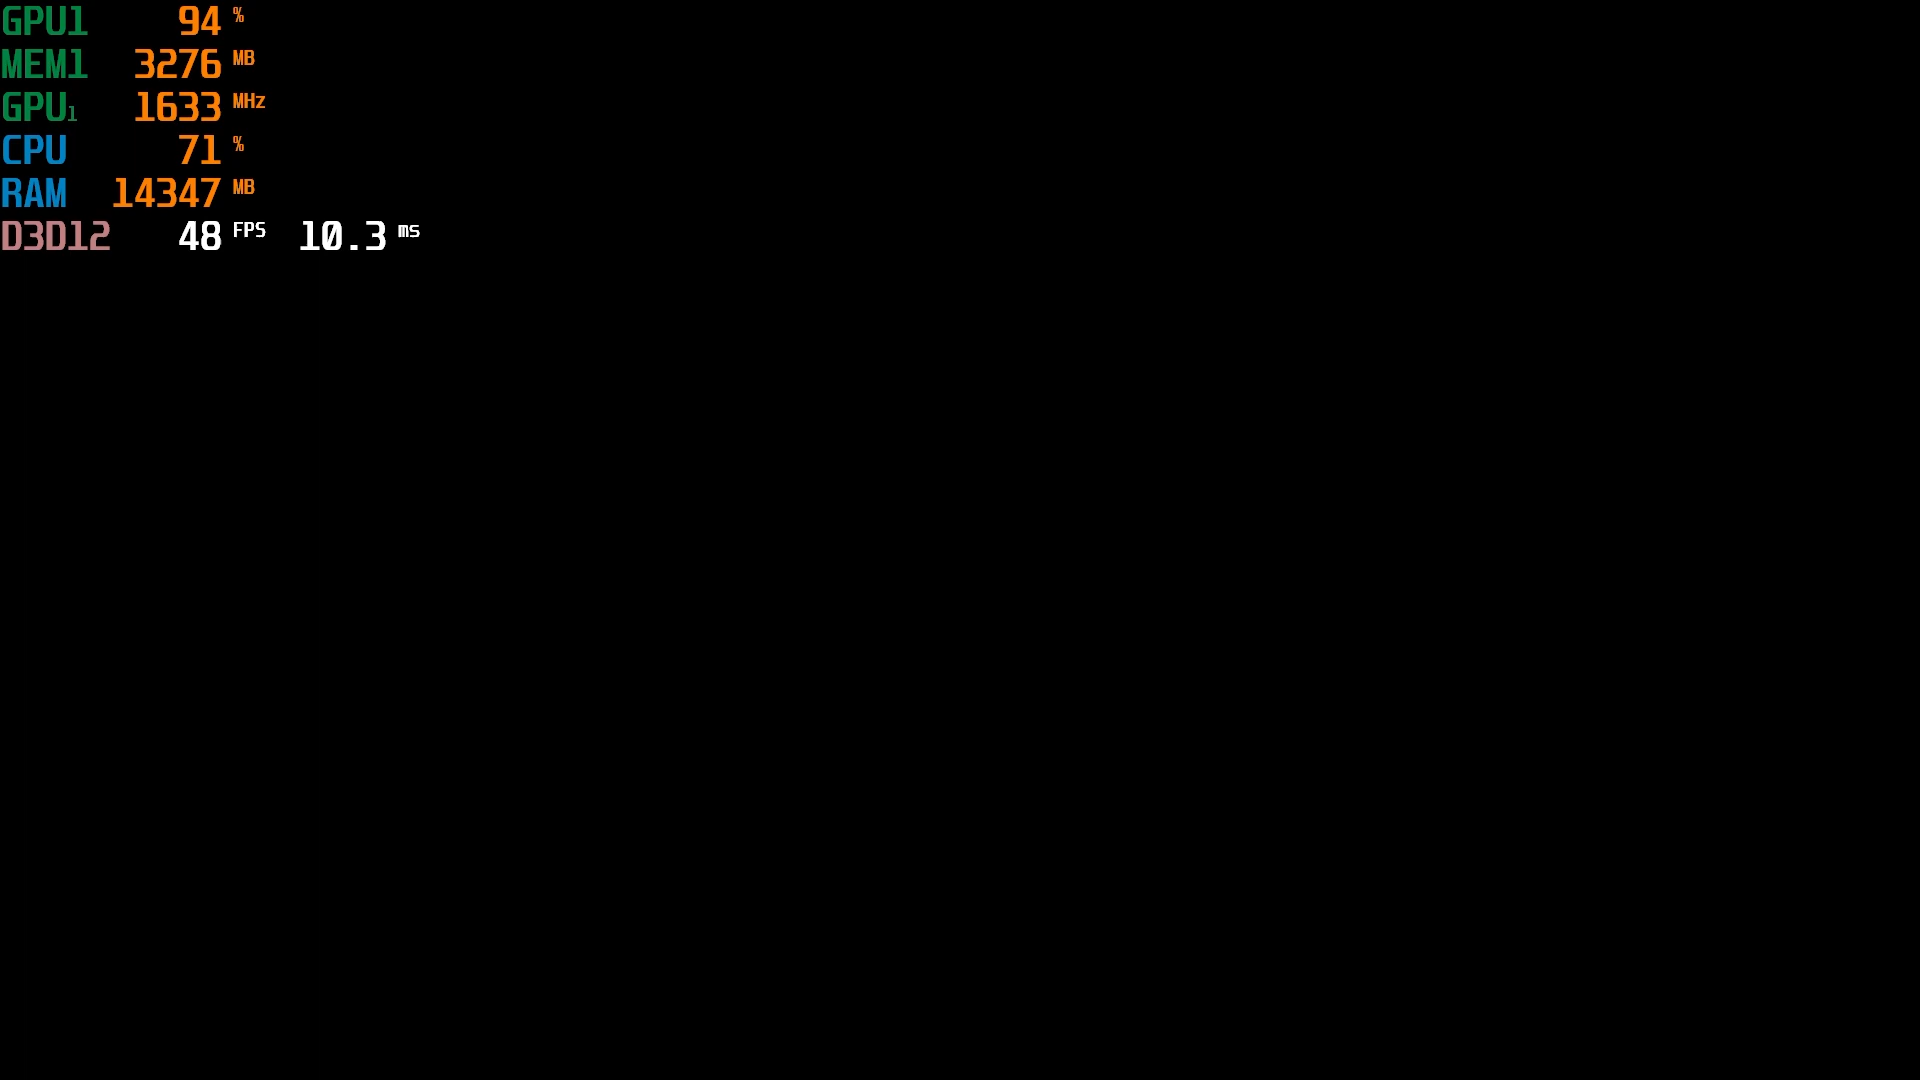 GPU1 94 %
MEM1 3276 MB
GPU1 1633 MHz
CPU 71 %
RAM 14347 MB
D3D12 48 FPS 10.3 ms